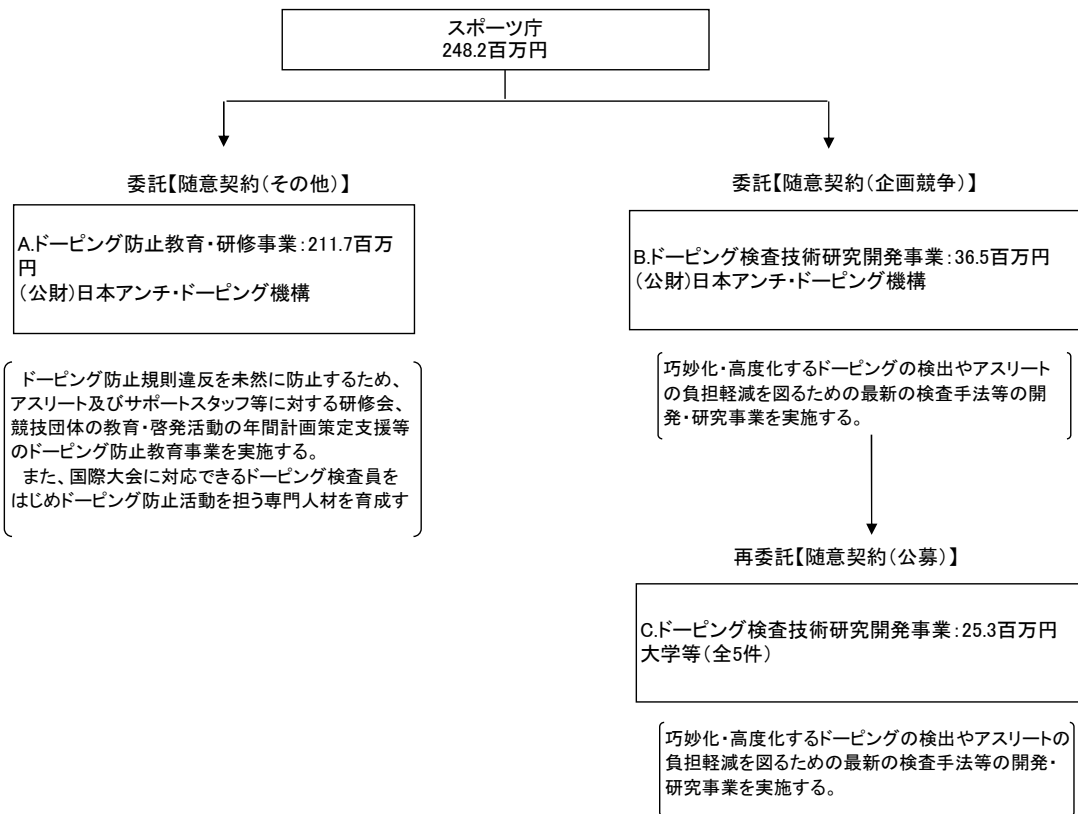 スポーツ庁
248.2百万円
委託【随意契約(その他)】
A.ドーピング防止教育・研修事業:211.7百万
円
(公財)日本アンチ・ドーピング機構
ドーピング防止規則違反を未然に防止するため、
アスリート及びサポートスタッフ等に対する研修会、
競技団体の教育・啓発活動の年間計画策定支援等
のドーピング防止教育事業を実施する。
また、国際大会に対応できるドーピング検査員を
はじめドーピング防止活動を担う専門人材を育成す
委託【随意契約(企画競争)】
B.ドーピング検査技術研究開発事業:36.5百万円
(公財)日本アンチ・ドーピング機構
巧妙化・高度化するドーピングの検出やアスリート
の負担軽減を図るための最新の検査手法等の開
発・研究事業を実施する。
再委託【随意契約(公募)】
C.ドーピング検査技術研究開発事業:25.3百万円
大学等(全5件)
巧妙化・高度化するドーピングの検出やアスリートの
負担軽減を図るための最新の検査手法等の開発・
研究事業を実施する。